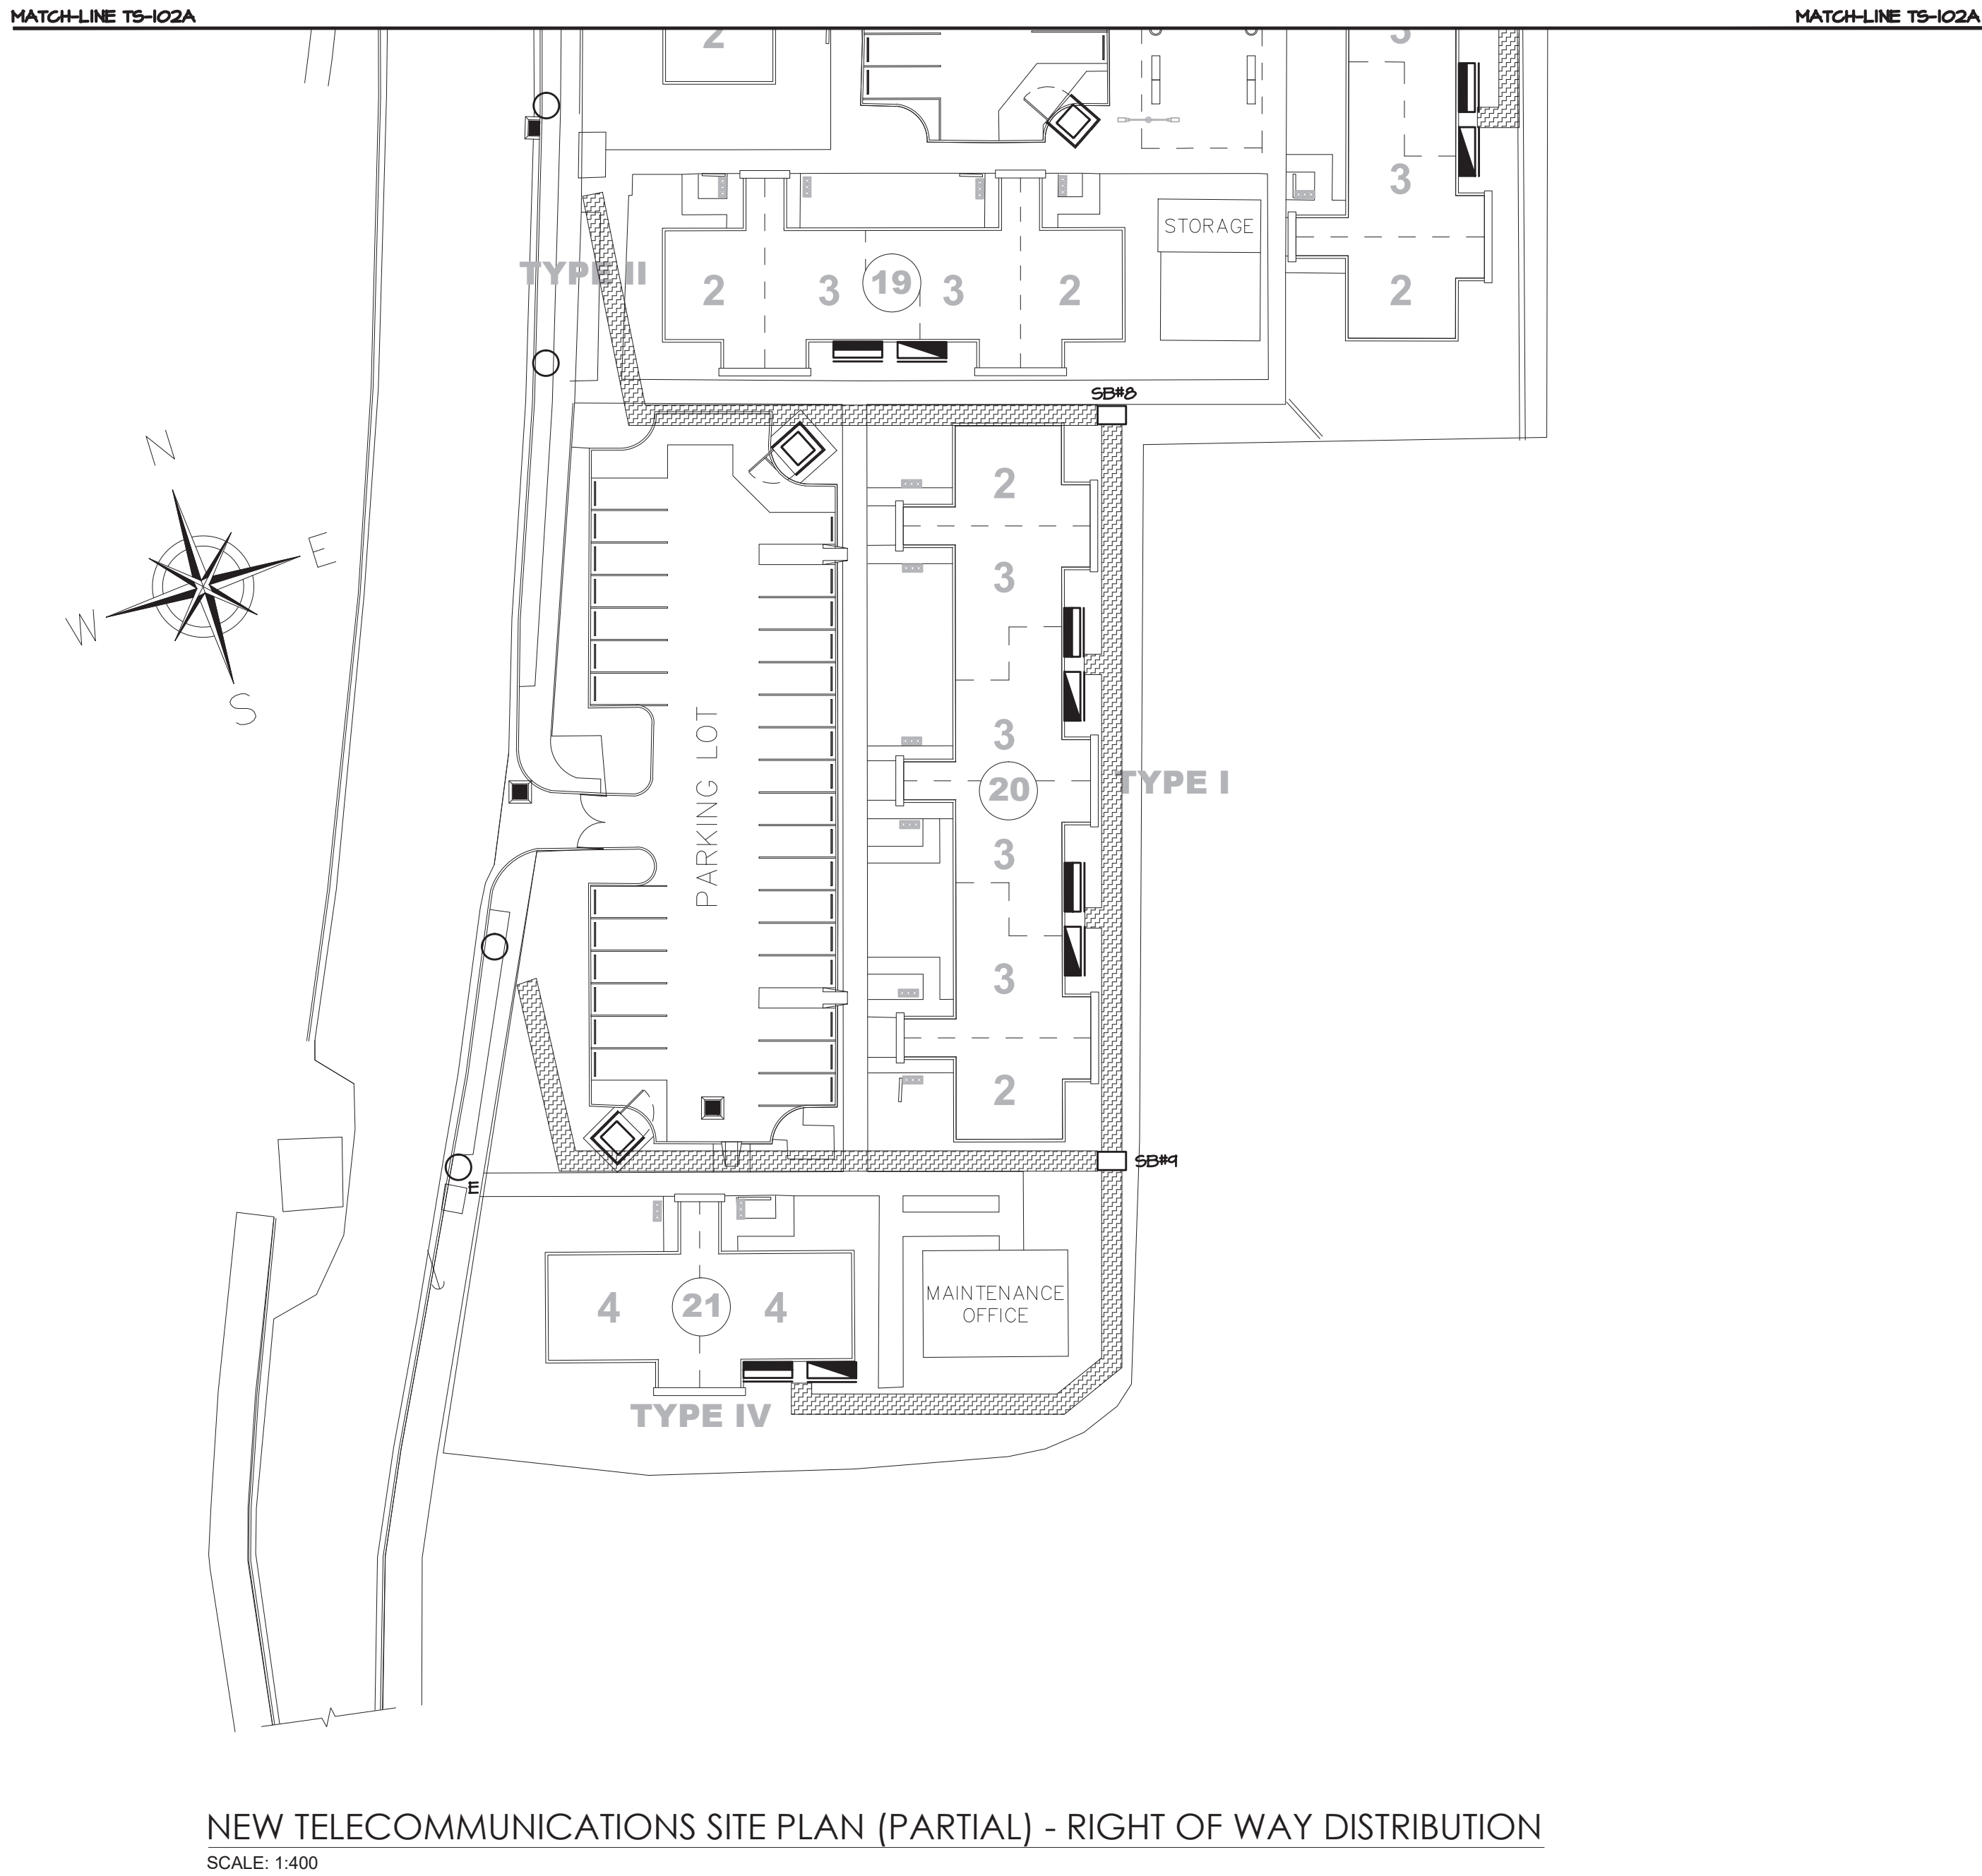 MATCH-LINE TS-102A MATCH-LINE TS-102A
2 3
3
STORAGE
TYPE II
2 3 19 3 2 2
SB#8
N
2
E
3
W
S
PARKING LOT
3
20 TYPE I
3
3
2
SB#9
E
MAINTENANCE
OFFICE
4 21 4
TYPE IV
NEW TELECOMMUNICATIONS SITE PLAN (PARTIAL) - RIGHT OF WAY DISTRIBUTION
SCALE: 1:400